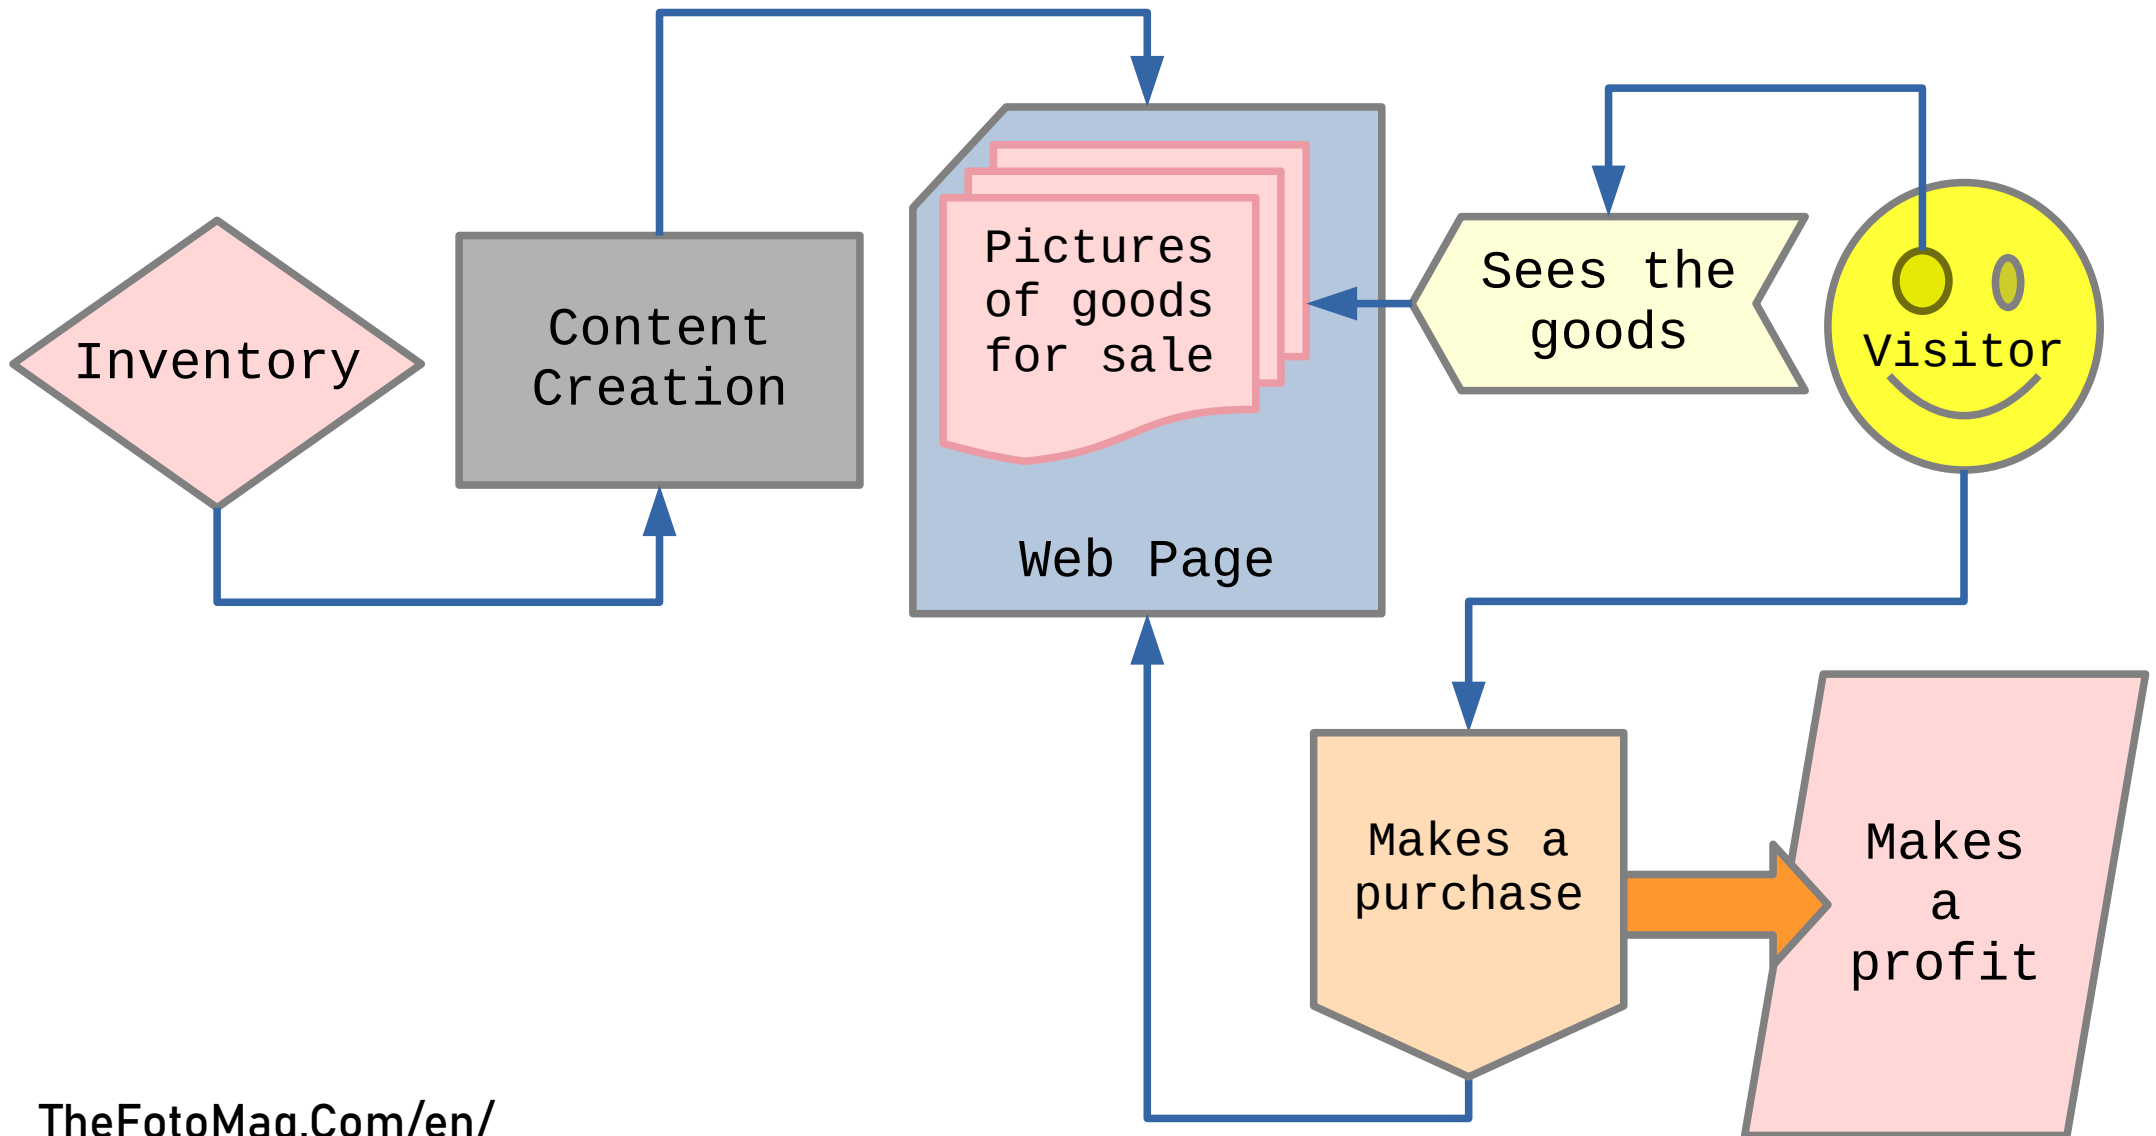 Inventory
Content
Creation
Pictures
of goods
for sale
Web Page
Sees the
goods
Visitor
Makes a
purchase
Makes
a
profit
TheFotoMag.Com/en/